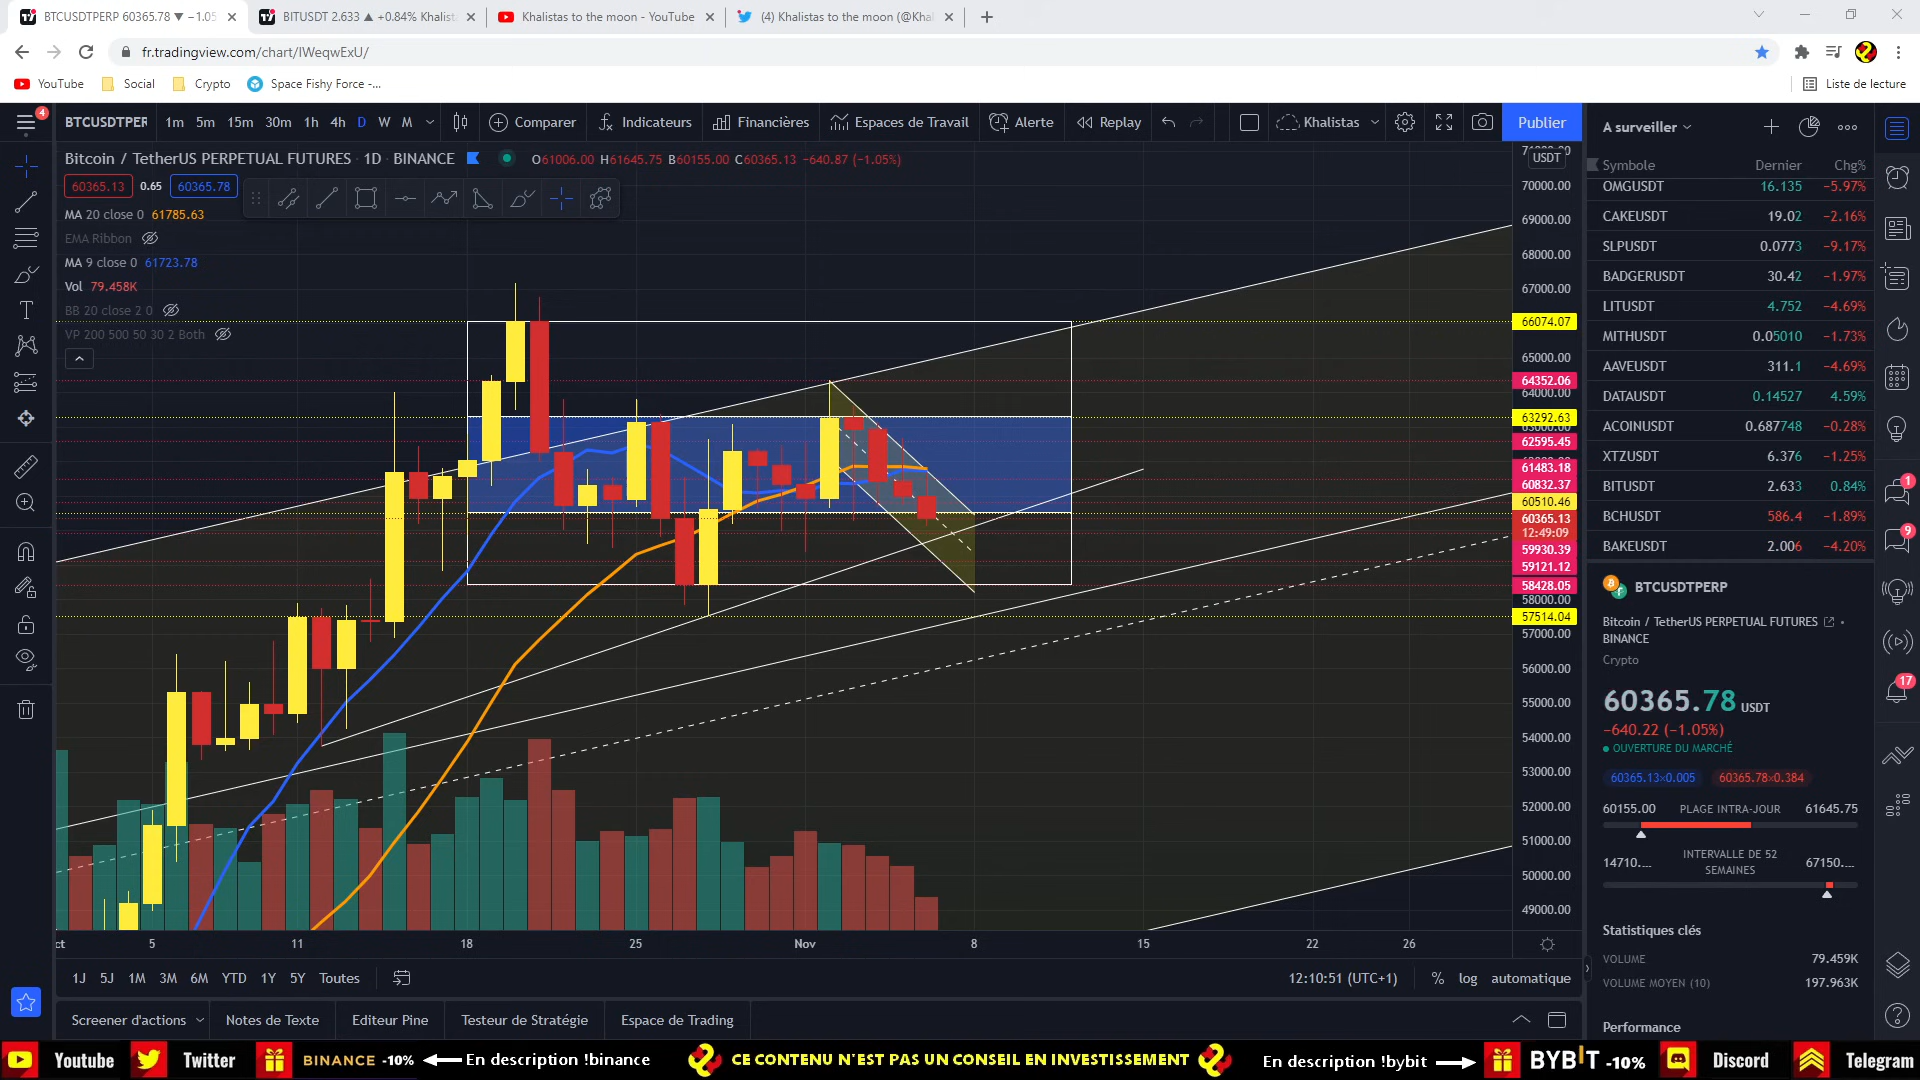 BTCUSDTPERP 60365.78 ▼ −1.05
BITUSDT 2.633 ▲ +0.84% Khalist
Khalistas to the moon - YouTube
(4) Khalistas to the moon (@Kha
fr.tradingview.com/chart/IWeqwExU/
YouTube
Social
Crypto
Space Fishy Force -...
Liste de lecture
4
BTCUSDTPER
1m 5m 15m 30m 1h 4h D W M
Comparer
Indicateurs
Financières
Espaces de Travail
Alerte
Replay
Khalistas
Publier
Bitcoin / TetherUS PERPETUAL FUTURES · 1D · BINANCE
O61006.00 H61645.75 B60155.00 C60365.13 −640.87 (−1.05%)
60365.13 0.65 60365.78
MA 20 close 0 61785.63
EMA Ribbon
MA 9 close 0 61723.78
Vol 79.458K
BB 20 close 2 0
VP 200 500 50 30 2 Both
USDT
70000.00
69000.00
68000.00
67000.00
66074.07
65000.00
64352.06
64000.00
63292.63
63000.00
62595.45
61483.18
60832.37
60510.46
60365.13
12:49:09
59930.39
59121.12
58428.05
58000.00
57514.04
57000.00
56000.00
55000.00
54000.00
53000.00
52000.00
51000.00
50000.00
49000.00
ct 5 11 18 25 Nov 8 15 22 26
1J 5J 1M 3M 6M YTD 1Y 5Y Toutes
12:10:51 (UTC+1) % log automatique
Screener d'actions
Notes de Texte
Editeur Pine
Testeur de Stratégie
Espace de Trading
A surveiller
Symbole Dernier Chg%
OMGUSDT 16.135 −5.97%
CAKEUSDT 19.02 −2.16%
SLPUSDT 0.0773 −9.17%
BADGERUSDT 30.42 −1.97%
LITUSDT 4.752 −4.69%
MITHUSDT 0.05010 −1.73%
AAVEUSDT 311.1 −4.69%
DATAUSDT 0.14527 4.59%
ACOINUSDT 0.687748 −0.28%
XTZUSDT 6.376 −1.25%
BITUSDT 2.633 0.84%
BCHUSDT 586.4 −1.89%
BAKEUSDT 2.006 −4.20%
BTCUSDTPERP
Bitcoin / TetherUS PERPETUAL FUTURES ·
BINANCE
Crypto
60365.78 USDT
−640.22 (−1.05%)
OUVERTURE DU MARCHÉ
60365.13×0.005 60365.78×0.384
60155.00 PLAGE INTRA-JOUR 61645.75
14710.... INTERVALLE DE 52 SEMAINES 67150....
Statistiques clés
VOLUME 79.459K
VOLUME MOYEN (10) 197.963K
Performance
1
9
17
Youtube
Twitter
BINANCE -10%
En description !binance
CE CONTENU N'EST PAS UN CONSEIL EN INVESTISSEMENT
En description !bybit
BYBIT -10%
Discord
Telegram